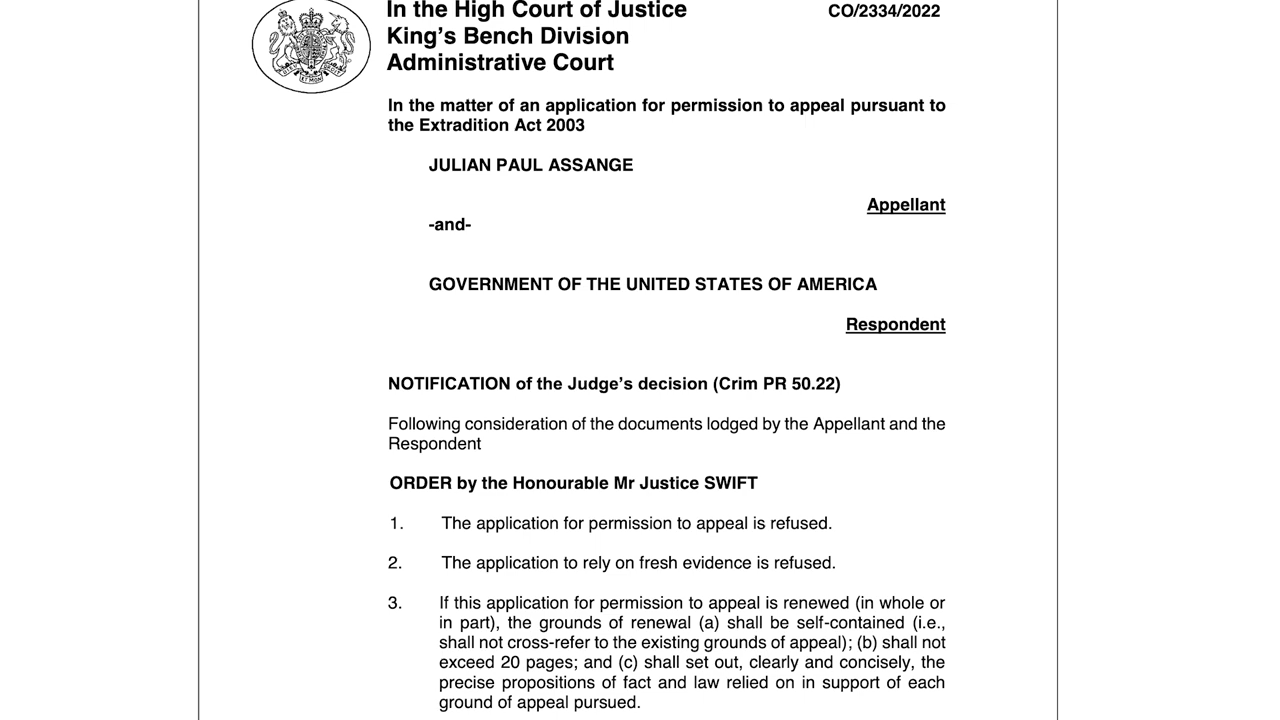 In the High Court of Justice
CO/2334/2022
King’s Bench Division
Administrative Court
In the matter of an application for permission to appeal pursuant to
the Extradition Act 2003
JULIAN PAUL ASSANGE
Appellant
-and-
GOVERNMENT OF THE UNITED STATES OF AMERICA
Respondent
NOTIFICATION of the Judge’s decision (Crim PR 50.22)
Following consideration of the documents lodged by the Appellant and the
Respondent
ORDER by the Honourable Mr Justice SWIFT
1. The application for permission to appeal is refused.
2. The application to rely on fresh evidence is refused.
3. If this application for permission to appeal is renewed (in whole or
in part), the grounds of renewal (a) shall be self-contained (i.e.,
shall not cross-refer to the existing grounds of appeal); (b) shall not
exceed 20 pages; and (c) shall set out, clearly and concisely, the
precise propositions of fact and law relied on in support of each
ground of appeal pursued.